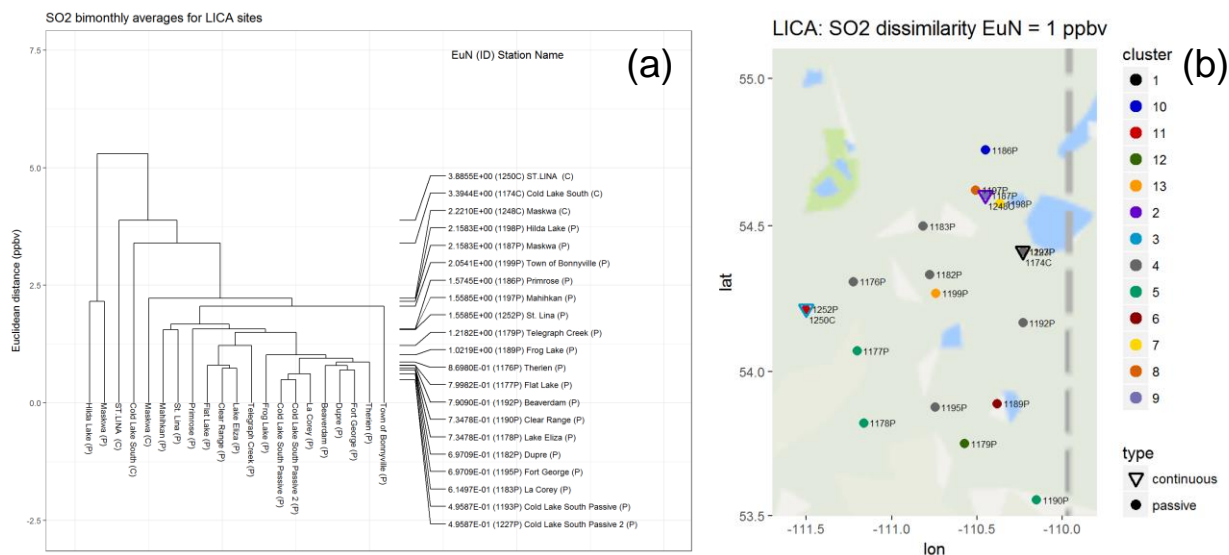 SO2 bimonthly averages for LICA sites
(a)
EuN (ID) Station Name
Euclidean distance (ppbv)
7.5
5.0
2.5
0.0
-2.5
3.8855E+00 (1250C) ST.LINA (C)
3.3944E+00 (1174C) Cold Lake South (C)
2.2210E+00 (1248C) Maskwa (C)
2.1583E+00 (1198P) Hilda Lake (P)
2.1583E+00 (1187P) Maskwa (P)
2.0541E+00 (1199P) Town of Bonnyville (P)
1.5745E+00 (1186P) Primrose (P)
1.5585E+00 (1197P) Mahihkan (P)
1.5585E+00 (1252P) St. Lina (P)
1.2182E+00 (1179P) Telegraph Creek (P)
1.0219E+00 (1189P) Frog Lake (P)
8.6980E-01 (1176P) Therien (P)
7.9982E-01 (1177P) Flat Lake (P)
7.9090E-01 (1192P) Beaverdam (P)
7.3478E-01 (1190P) Clear Range (P)
7.3478E-01 (1178P) Lake Eliza (P)
6.9709E-01 (1182P) Dupre (P)
6.9709E-01 (1195P) Fort George (P)
6.1497E-01 (1183P) La Corey (P)
4.9587E-01 (1193P) Cold Lake South Passive (P)
4.9587E-01 (1227P) Cold Lake South Passive 2 (P)
Hilda Lake (P)
Maskwa (P)
ST.LINA (C)
Cold Lake South (C)
Maskwa (C)
Mahihkan (P)
St. Lina (P)
Primrose (P)
Flat Lake (P)
Clear Range (P)
Lake Eliza (P)
Telegraph Creek (P)
Frog Lake (P)
Cold Lake South Passive (P)
Cold Lake South Passive 2 (P)
La Corey (P)
Beaverdam (P)
Dupre (P)
Fort George (P)
Therien (P)
Town of Bonnyville (P)
LICA: SO2 dissimilarity EuN = 1 ppbv
(b)
lat
55.0
54.5
54.0
53.5
1186P
1197P
1187P
1198P
1248C
1183P
1174C
1182P
1176P
1199P
1252P
1250C
1192P
1177P
1189P
1195P
1178P
1179P
1190P
-111.5
-111.0
-110.5
-110.0
lon
cluster
1
10
11
12
13
2
3
4
5
6
7
8
9
type
continuous
passive